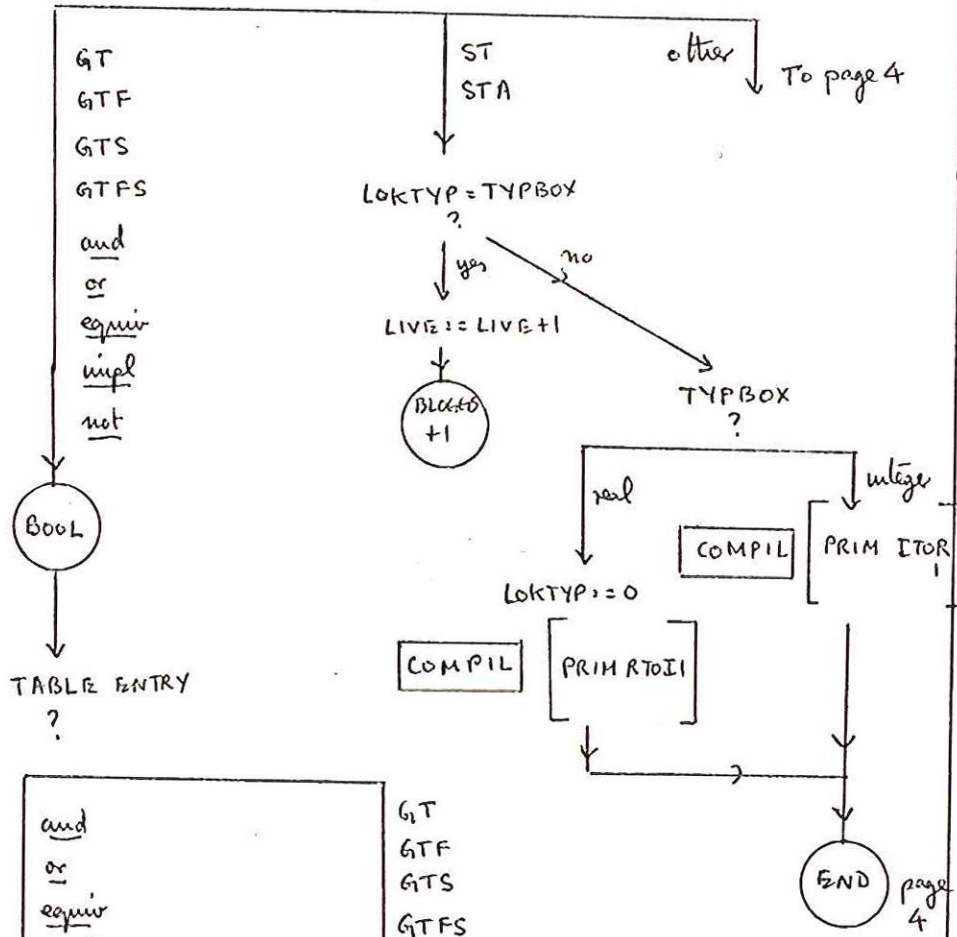 GT
GTF
GTS
GTFS
and
or
equiv
impl
not
BOOL
TABLE ENTRY
?
and
or
equiv
GT
GTF
GTS
GTFS
ST
STA
LOKTYP = TYPBOX
?
yes
no
LIVE := LIVE+1
+1
TYPBOX
?
real
integer
LOKTYP := 0
COMPIL
PRIM RTOI1
COMPIL
PRIM ITOR
1
END
page
4
other
To page 4